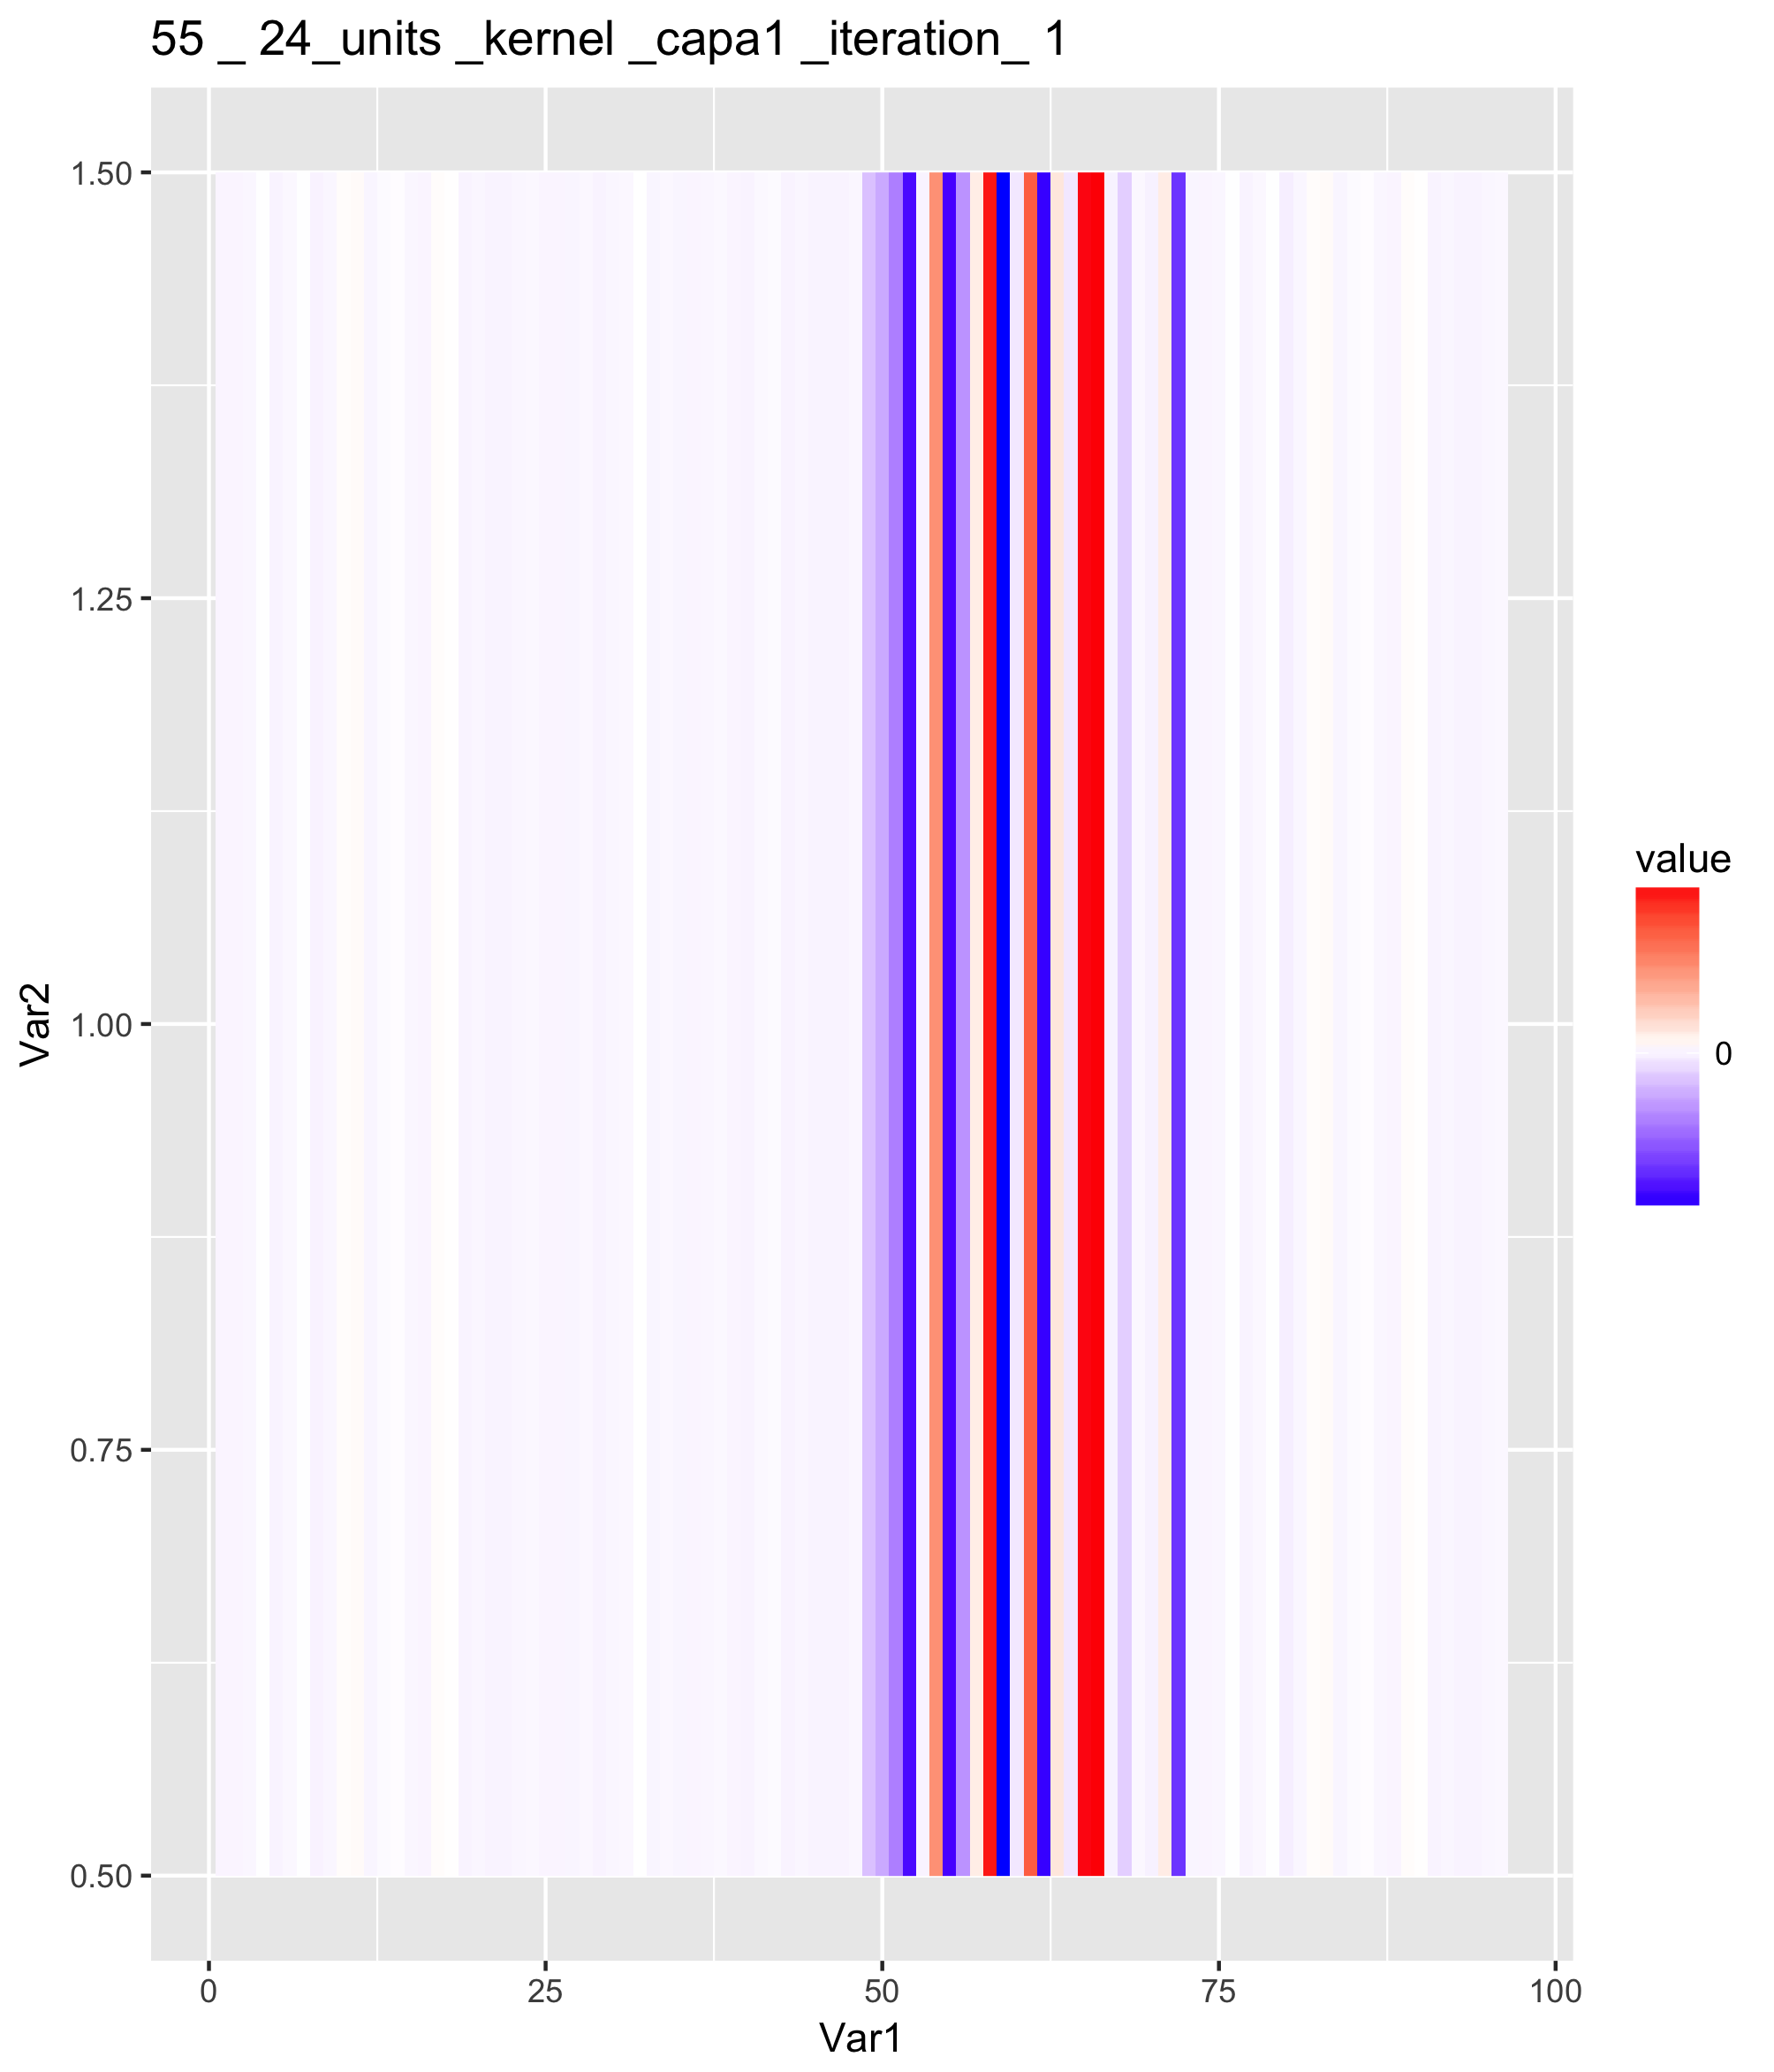 55 _ 24_units _kernel _capa1 _iteration_ 1
1.50
1.25
1.00
0.75
0.50
Var2
0 25 50 75 100
Var1
value
0